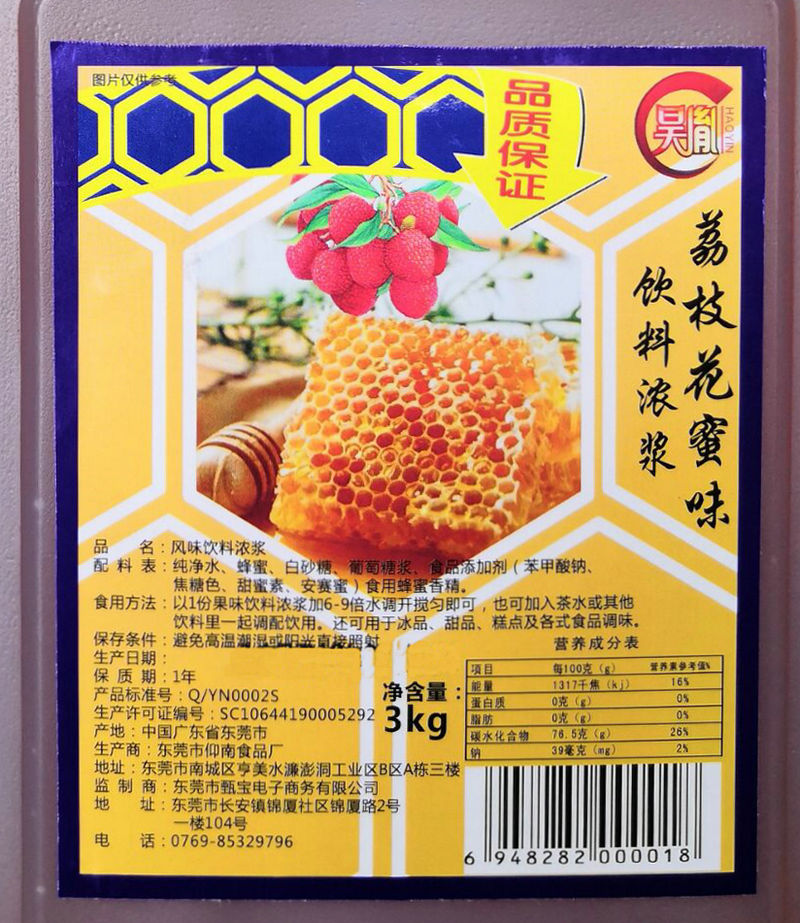 图片仅供参考
品质保证
昊胤
HAOYIN
荔枝花蜜味
饮料浓浆
品 名：风味饮料浓浆
配料表：纯净水、蜂蜜、白砂糖、葡萄糖浆、食品添加剂（苯甲酸钠、
焦糖色、甜蜜素、安赛蜜）食用蜂蜜香精。
食用方法：以1份果味饮料浓浆加6-9倍水调开搅匀即可，也可加入茶水或其他
饮料里一起调配饮用。还可用于冰品、甜品、糕点及各式食品调味。
保存条件：避免高温潮湿或阳光直接照射
生产日期：
保质期：1年
产品标准号：Q/YN0002S
生产许可证编号：SC10644190005292
产地：中国广东省东莞市
生产商：东莞市仰南食品厂
地址：东莞市南城区亨美水濂澎洞工业区B区A栋三楼
监制商：东莞市甄宝电子商务有限公司
地 址：东莞市长安镇锦厦社区锦厦路2号
一楼104号
电 话：0769-85329796
净含量：
3kg
营养成分表
项目 每100克（g） 营养素参考值%
能量 1317千焦（kj） 16%
蛋白质 0克（g） 0%
脂肪 0克（g） 0%
碳水化合物 76.5克（g） 26%
钠 39毫克（mg） 2%
6 948282 000018